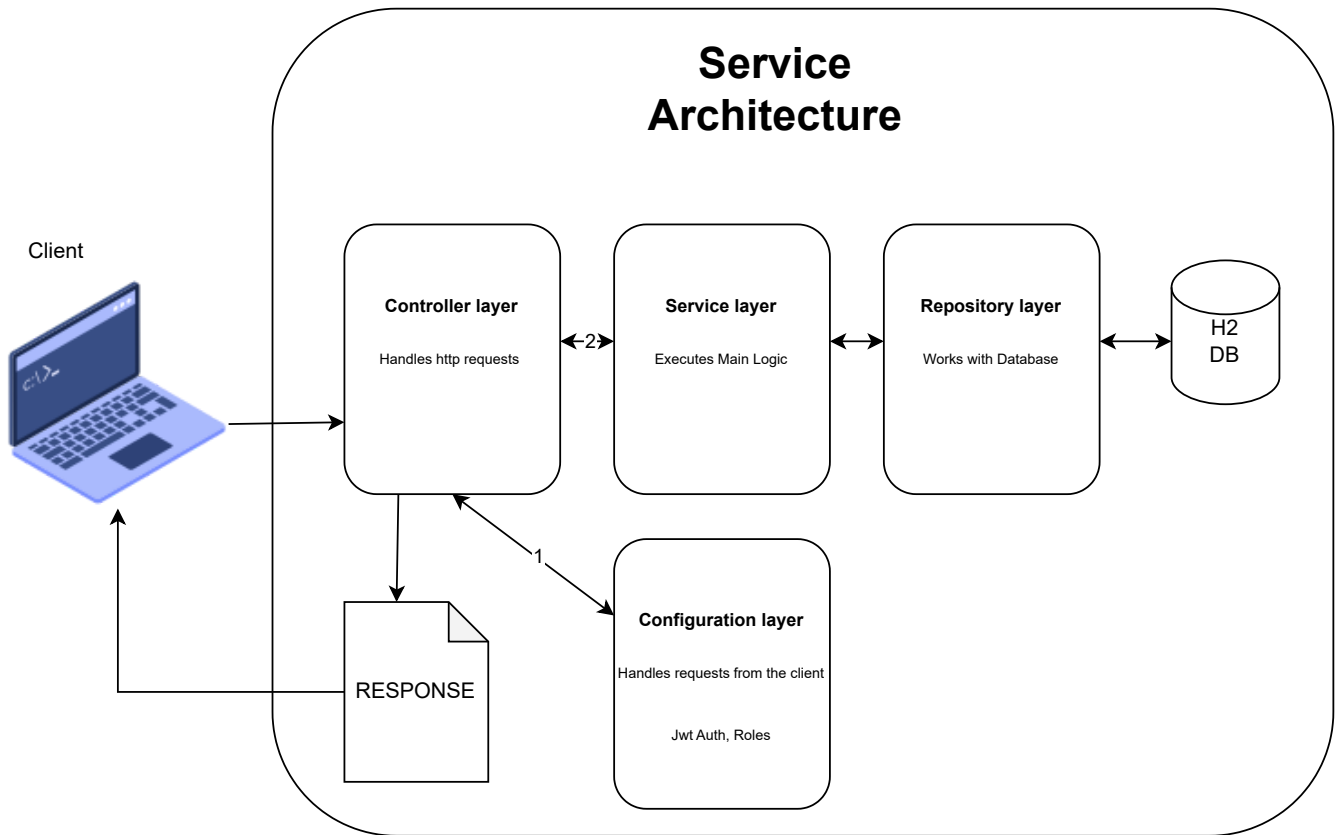 Service
Architecture
Client
c:\>_
Controller layer
Handles http requests
2
Service layer
Executes Main Logic
Repository layer
Works with Database
H2
DB
1
Configuration layer
Handles requests from the client
Jwt Auth, Roles
RESPONSE